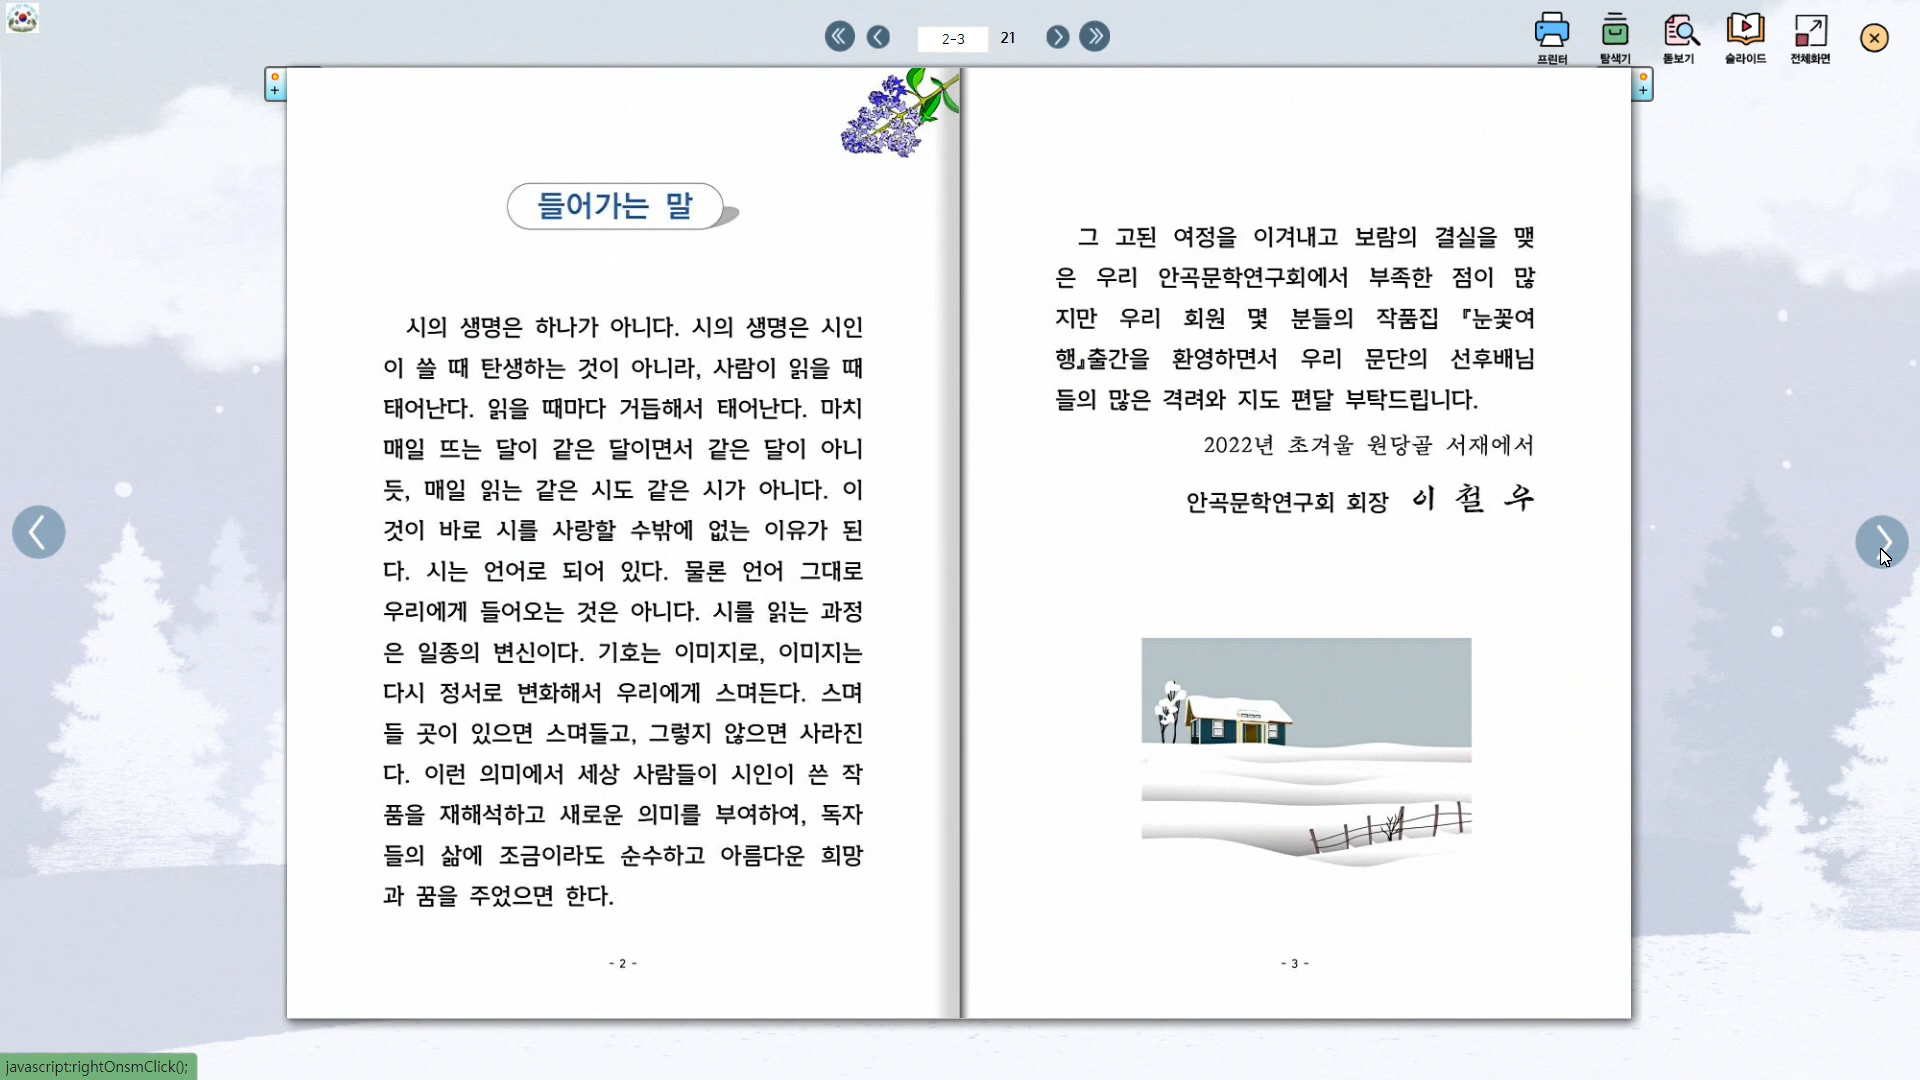 2-3
21
프린터
탐색기
돋보기
슬라이드
전체화면
들어가는 말
시의 생명은 하나가 아니다. 시의 생명은 시인
이 쓸 때 탄생하는 것이 아니라, 사람이 읽을 때
태어난다. 읽을 때마다 거듭해서 태어난다. 마치
매일 뜨는 달이 같은 달이면서 같은 달이 아니
듯, 매일 읽는 같은 시도 같은 시가 아니다. 이
것이 바로 시를 사랑할 수밖에 없는 이유가 된
다. 시는 언어로 되어 있다. 물론 언어 그대로
우리에게 들어오는 것은 아니다. 시를 읽는 과정
은 일종의 변신이다. 기호는 이미지로, 이미지는
다시 정서로 변화해서 우리에게 스며든다. 스며
들 곳이 있으면 스며들고, 그렇지 않으면 사라진
다. 이런 의미에서 세상 사람들이 시인이 쓴 작
품을 재해석하고 새로운 의미를 부여하여, 독자
들의 삶에 조금이라도 순수하고 아름다운 희망
과 꿈을 주었으면 한다.
- 2 -
그 고된 여정을 이겨내고 보람의 결실을 맺
은 우리 안곡문학연구회에서 부족한 점이 많
지만 우리 회원 몇 분들의 작품집 『눈꽃여
행』출간을 환영하면서 우리 문단의 선후배님
들의 많은 격려와 지도 편달 부탁드립니다.
2022년 초겨울 원당골 서재에서
안곡문학연구회 회장 이 철 우
- 3 -
javascript:rightOnsmClick();